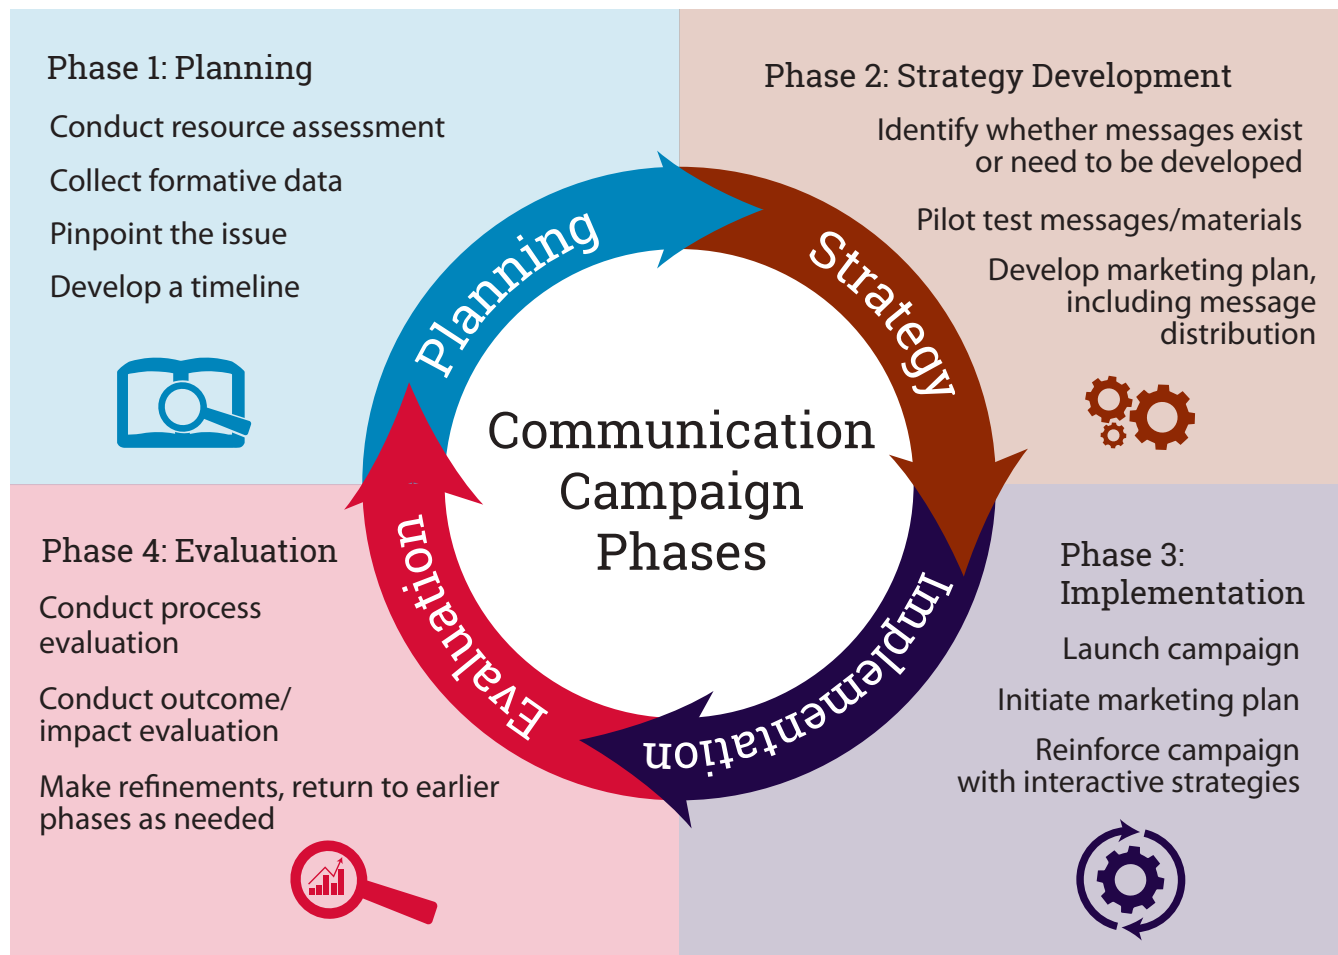 Phase 1: Planning
Conduct resource assessment
Collect formative data
Pinpoint the issue
Develop a timeline
Phase 2: Strategy Development
Identify whether messages exist
or need to be developed
Pilot test messages/materials
Develop marketing plan,
including message
distribution
Planning
Strategy
Communication
Campaign
Phases
Implementation
Evaluation
Phase 3:
Implementation
Launch campaign
Initiate marketing plan
Reinforce campaign
with interactive strategies
Phase 4: Evaluation
Conduct process
evaluation
Conduct outcome/
impact evaluation
Make refinements, return to earlier
phases as needed